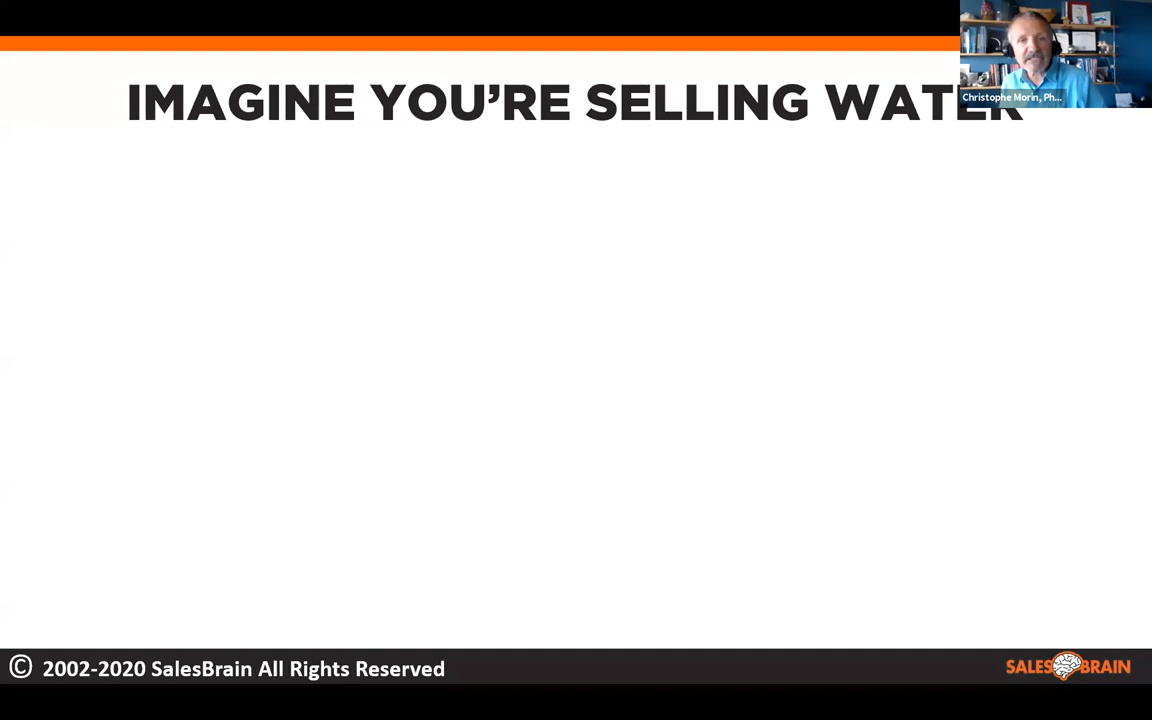 IMAGINE YOU'RE SELLING WATER
Christophe Morin, Ph...
© 2002-2020 SalesBrain All Rights Reserved
SALESBRAIN